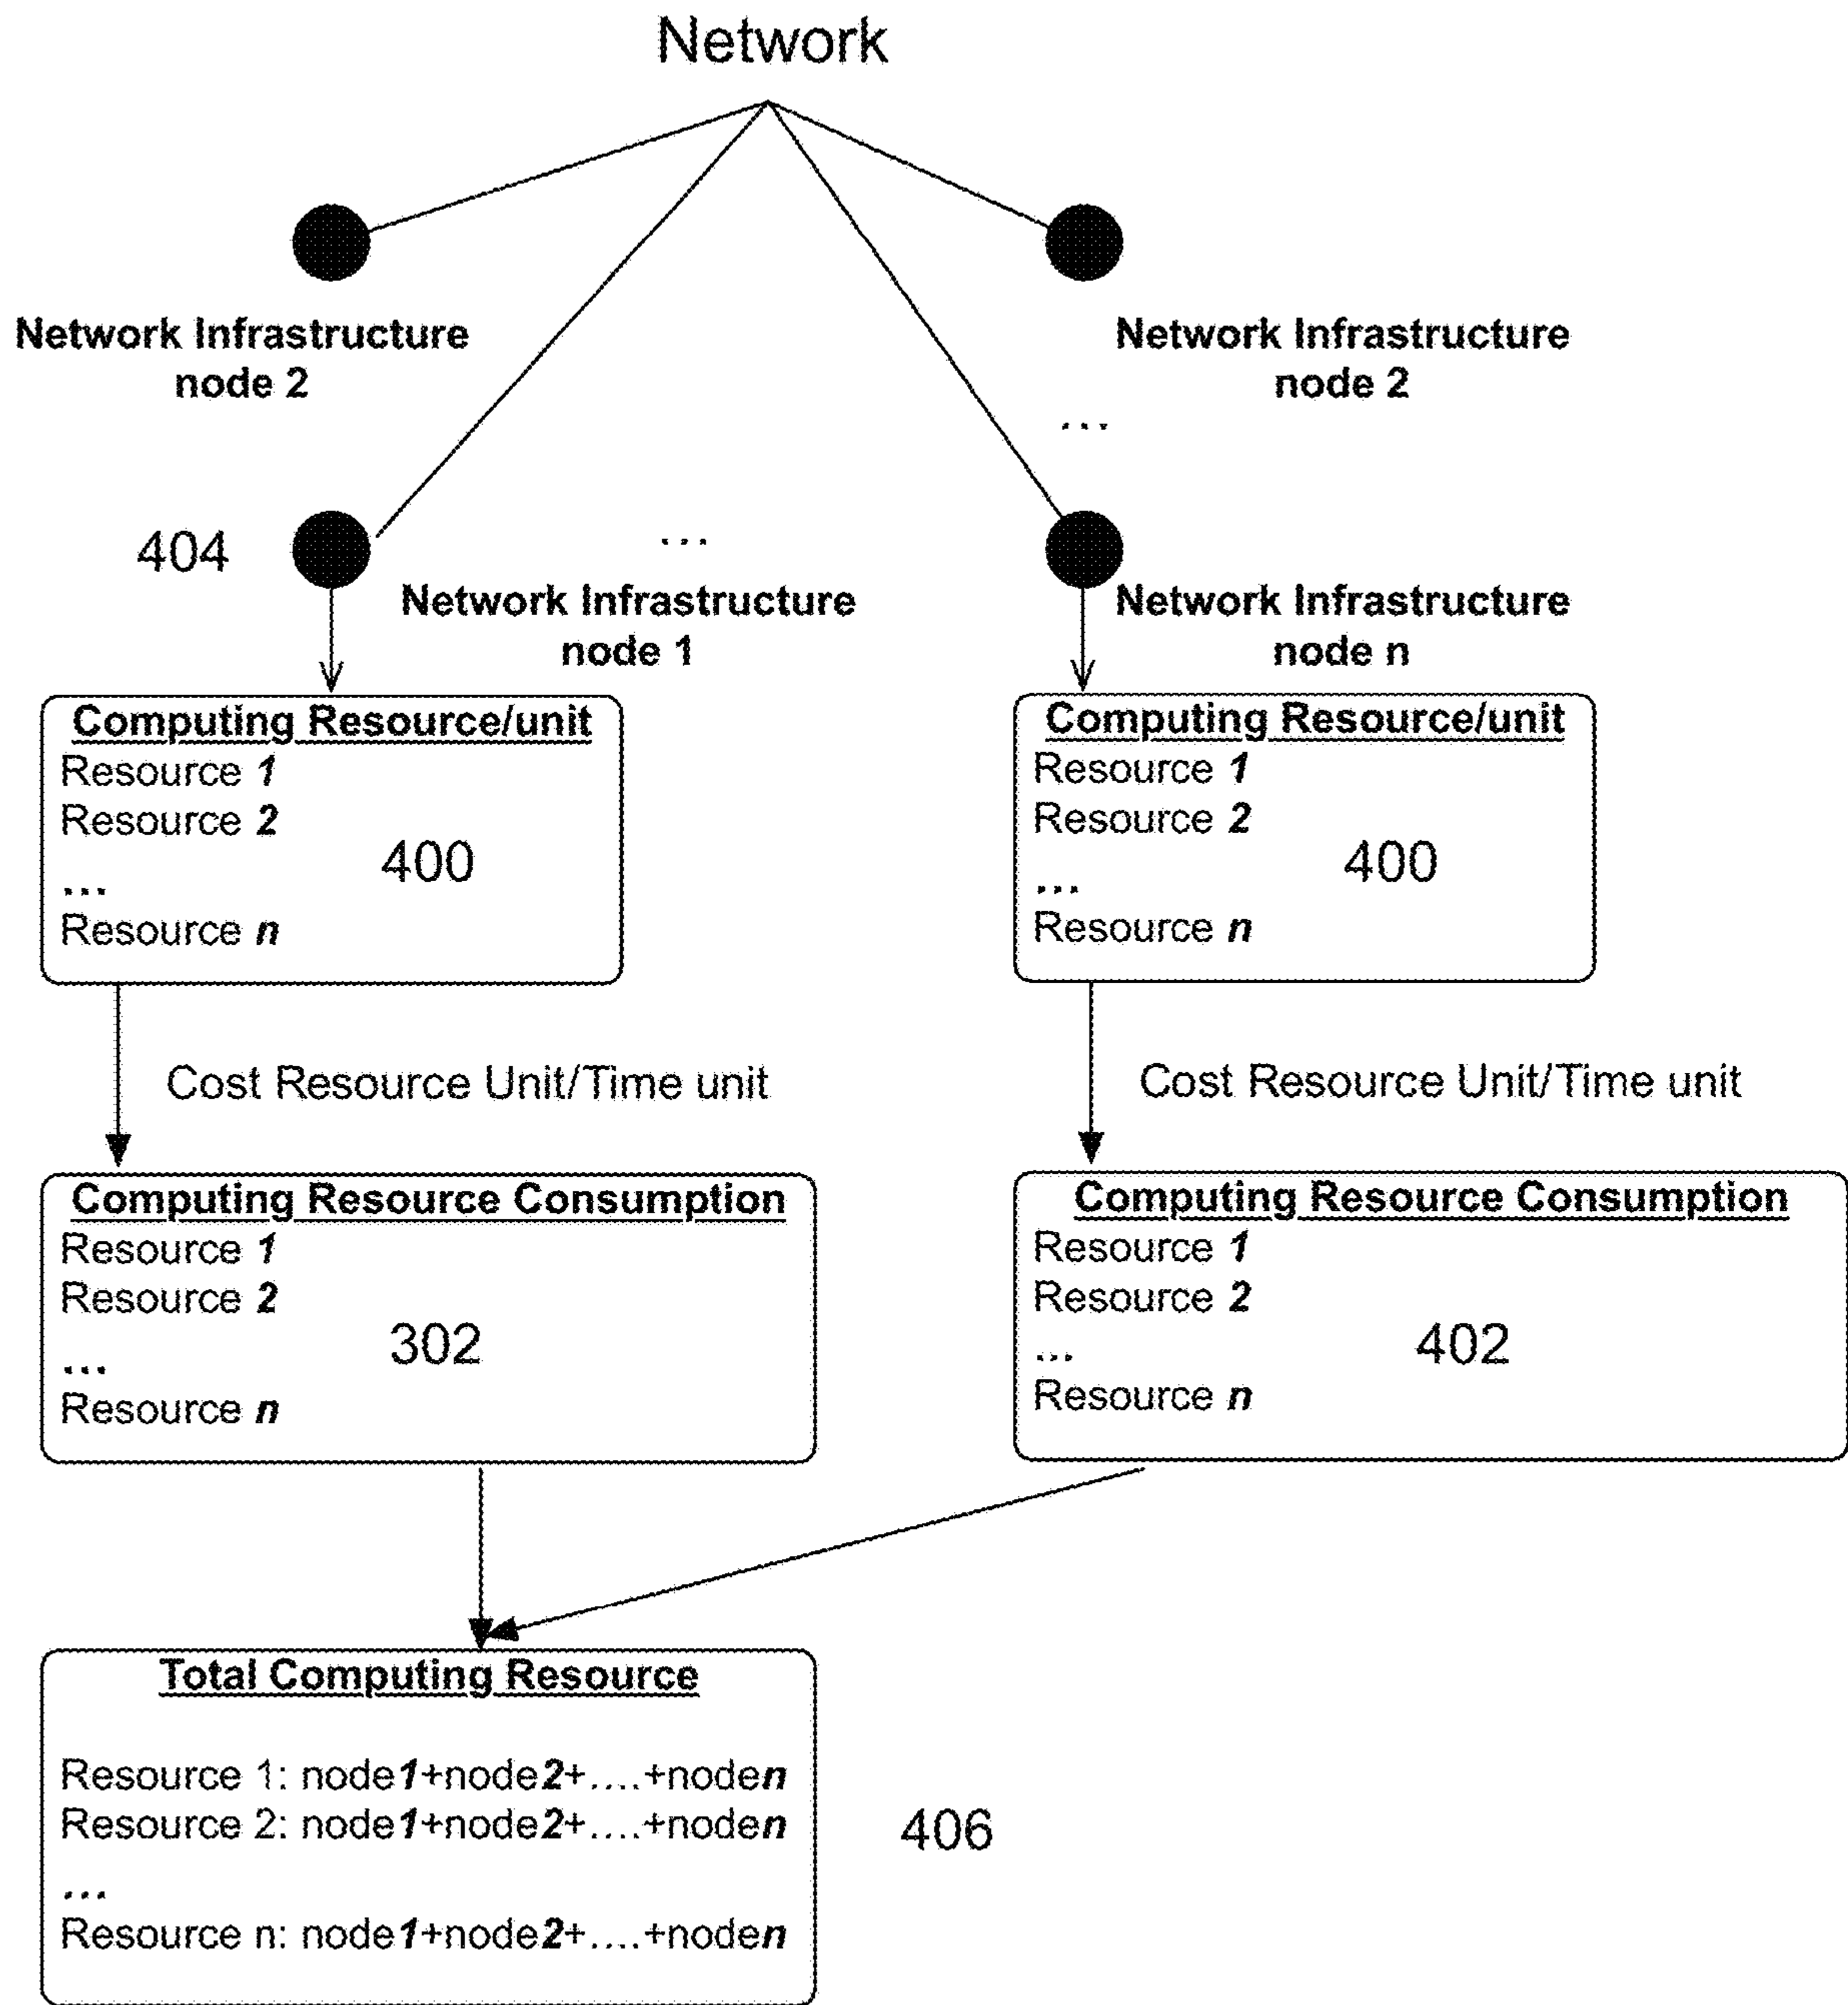 Network
Network Infrastructure
node 2
Network Infrastructure
node 2
...
404
...
Network Infrastructure
node 1
Network Infrastructure
node n
Computing Resource/unit
Resource 1
Resource 2
400
...
Resource n
Computing Resource/unit
Resource 1
Resource 2
400
...
Resource n
Cost Resource Unit/Time unit
Cost Resource Unit/Time unit
Computing Resource Consumption
Resource 1
Resource 2
302
...
Resource n
Computing Resource Consumption
Resource 1
Resource 2
402
...
Resource n
Total Computing Resource
Resource 1: node1+node2+....+noden
Resource 2: node1+node2+....+noden
406
...
Resource n: node1+node2+....+noden